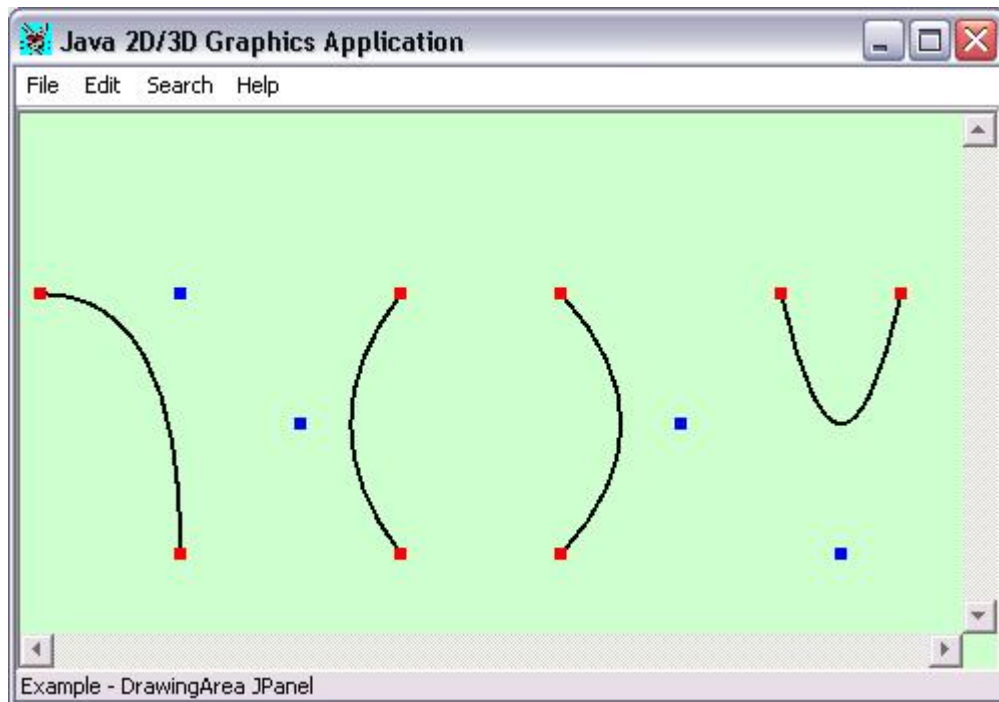 Java 2D/3D Graphics Application
File Edit Search Help
Example - DrawingArea JPanel